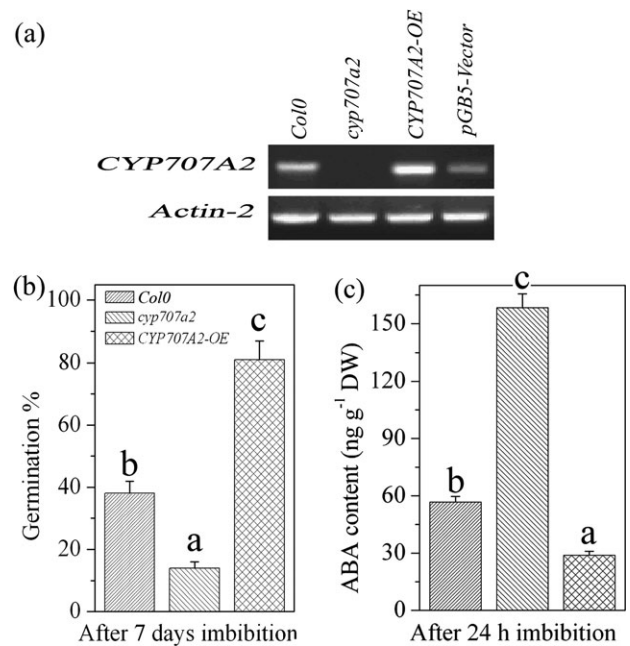 (a)
Col0
cyp707a2
CYP707A2-OE
pGB5-Vector
CYP707A2
Actin-2
(b)
100
80
60
40
20
0
Germination %
Col0
cyp707a2
CYP707A2-OE
b
a
c
After 7 days imbibition
(c)
150
120
90
60
30
0
ABA content (ng g⁻¹ DW)
b
c
a
After 24 h imbibition